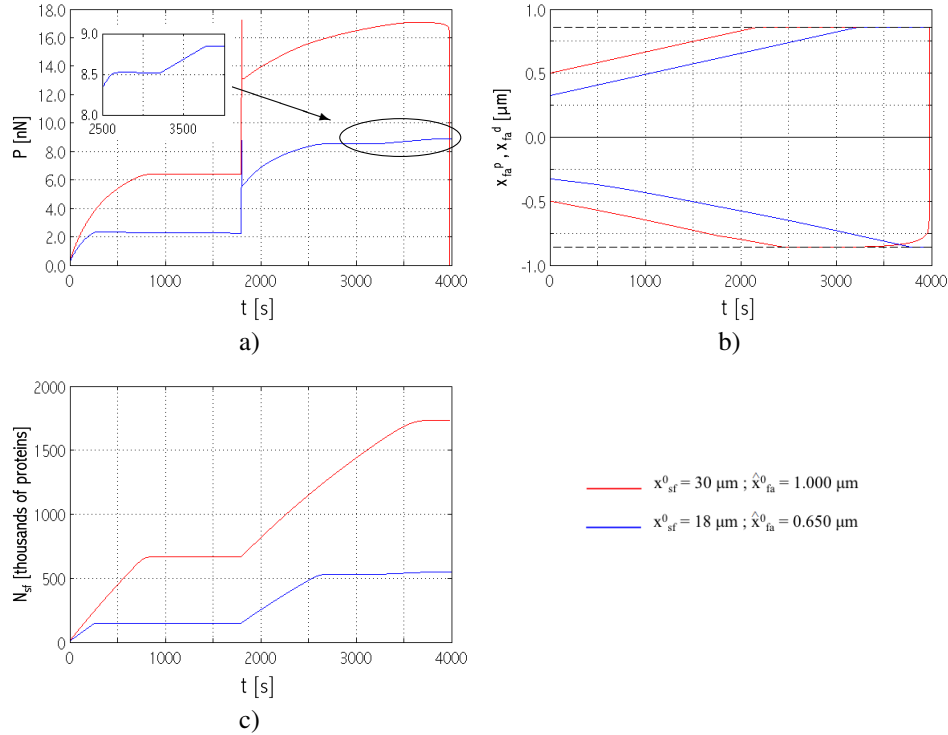 18.0
16.0
14.0
12.0
10.0
8.0
6.0
4.0
2.0
0.0
P [nN]
9.0
8.5
8.0
2500 3500
0 1000 2000 3000 4000
t [s]
a)
1.0
0.5
0.0
-0.5
-1.0
x_fa^p , x_fa^d [μm]
0 1000 2000 3000 4000
t [s]
b)
2000
1500
1000
500
0
N_sf [thousands of proteins]
0 1000 2000 3000 4000
t [s]
c)
x^0_sf = 30 μm ; x̂^0_fa = 1.000 μm
x^0_sf = 18 μm ; x̂^0_fa = 0.650 μm